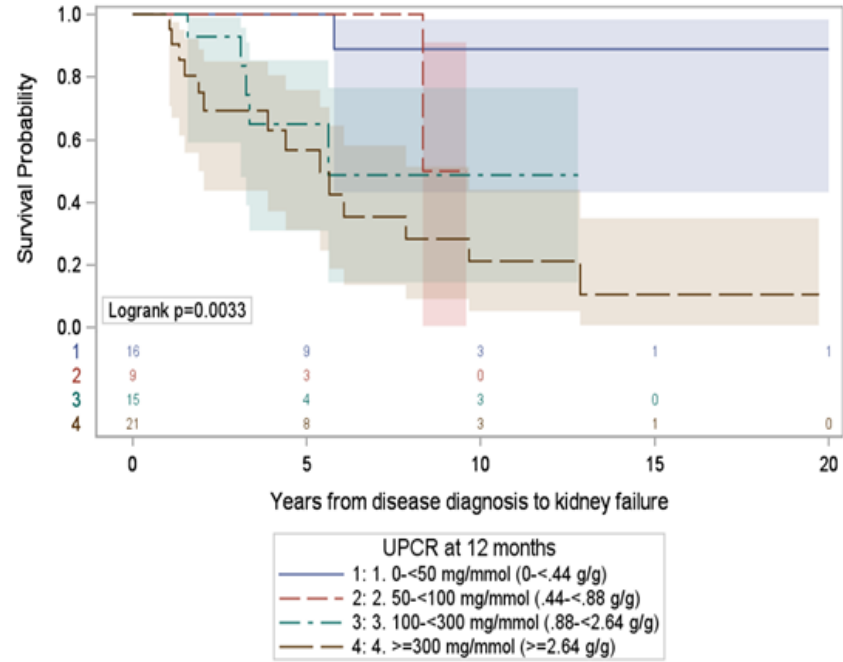 Survival Probability
1.0
0.8
0.6
0.4
0.2
0.0
Logrank p=0.0033
1 16 9 3 1 1
2 9 3 0
3 15 4 3 0
4 21 8 3 1 0
0 5 10 15 20
Years from disease diagnosis to kidney failure
UPCR at 12 months
1: 1. 0-<50 mg/mmol (0-<.44 g/g)
2: 2. 50-<100 mg/mmol (.44-<.88 g/g)
3: 3. 100-<300 mg/mmol (.88-<2.64 g/g)
4: 4. >=300 mg/mmol (>=2.64 g/g)